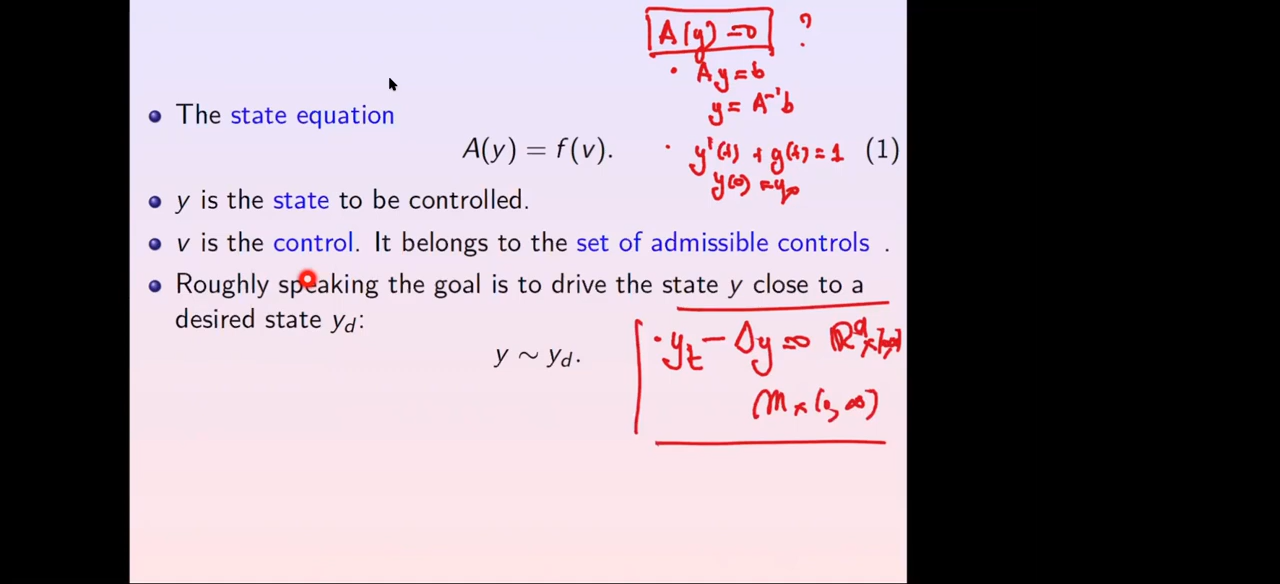 A(y) = 0 ?
• Ay = b
y = A⁻¹b
• The state equation
A(y) = f(v). (1)
• y'(t) + g(t) = 1
y(0) = y₀
• y is the state to be controlled.
• v is the control. It belongs to the set of admissible controls .
• Roughly speaking the goal is to drive the state y close to a
desired state y_d:
y ∼ y_d.
• y_t − Δy = 0 ℝᵈ ×
× (0, ∞)